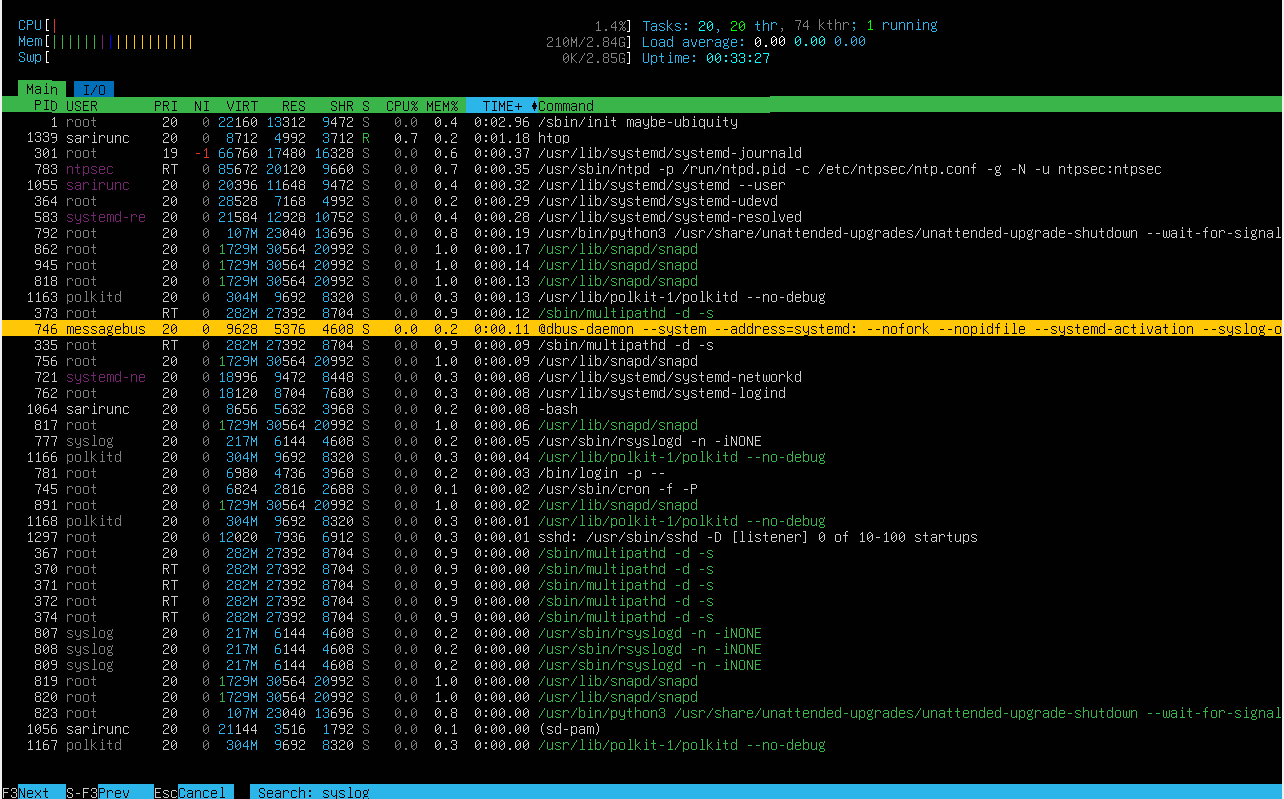 CPU[| 1.4%] Tasks: 20, 20 thr, 74 kthr; 1 running
Mem[|||||||||||||||||| 210M/2.84G] Load average: 0.00 0.00 0.00
Swp[ 0K/2.85G] Uptime: 00:33:27
Main I/O
PID USER PRI NI VIRT RES SHR S CPU% MEM% TIME+ Command
1 root 20 0 22160 13312 9472 S 0.0 0.4 0:02.96 /sbin/init maybe-ubiquity
1339 sarirunc 20 0 8712 4992 3712 R 0.7 0.2 0:01.18 htop
301 root 19 -1 66760 17480 16328 S 0.0 0.6 0:00.37 /usr/lib/systemd/systemd-journald
783 ntpsec RT 0 85672 20120 9660 S 0.0 0.7 0:00.35 /usr/sbin/ntpd -p /run/ntpd.pid -c /etc/ntpsec/ntp.conf -g -N -u ntpsec:ntpsec
1055 sarirunc 20 0 20396 11648 9472 S 0.0 0.4 0:00.32 /usr/lib/systemd/systemd --user
364 root 20 0 28528 7168 4992 S 0.0 0.2 0:00.29 /usr/lib/systemd/systemd-udevd
583 systemd-re 20 0 21584 12928 10752 S 0.0 0.4 0:00.28 /usr/lib/systemd/systemd-resolved
792 root 20 0 107M 23040 13696 S 0.0 0.8 0:00.19 /usr/bin/python3 /usr/share/unattended-upgrades/unattended-upgrade-shutdown --wait-for-signal
862 root 20 0 1729M 30564 20992 S 0.0 1.0 0:00.17 /usr/lib/snapd/snapd
945 root 20 0 1729M 30564 20992 S 0.0 1.0 0:00.14 /usr/lib/snapd/snapd
818 root 20 0 1729M 30564 20992 S 0.0 1.0 0:00.13 /usr/lib/snapd/snapd
1163 polkitd 20 0 304M 9692 8320 S 0.0 0.3 0:00.13 /usr/lib/polkit-1/polkitd --no-debug
373 root RT 0 282M 27392 8704 S 0.0 0.9 0:00.12 /sbin/multipathd -d -s
746 messagebus 20 0 9628 5376 4608 S 0.0 0.2 0:00.11 @dbus-daemon --system --address=systemd: --nofork --nopidfile --systemd-activation --syslog-o
335 root RT 0 282M 27392 8704 S 0.0 0.9 0:00.09 /sbin/multipathd -d -s
756 root 20 0 1729M 30564 20992 S 0.0 1.0 0:00.09 /usr/lib/snapd/snapd
721 systemd-ne 20 0 18996 9472 8448 S 0.0 0.3 0:00.08 /usr/lib/systemd/systemd-networkd
762 root 20 0 18120 8704 7680 S 0.0 0.3 0:00.08 /usr/lib/systemd/systemd-logind
1064 sarirunc 20 0 8656 5632 3968 S 0.0 0.2 0:00.08 -bash
817 root 20 0 1729M 30564 20992 S 0.0 1.0 0:00.06 /usr/lib/snapd/snapd
777 syslog 20 0 217M 6144 4608 S 0.0 0.2 0:00.05 /usr/sbin/rsyslogd -n -iNONE
1166 polkitd 20 0 304M 9692 8320 S 0.0 0.3 0:00.04 /usr/lib/polkit-1/polkitd --no-debug
781 root 20 0 6980 4736 3968 S 0.0 0.2 0:00.03 /bin/login -p --
745 root 20 0 6824 2816 2688 S 0.0 0.1 0:00.02 /usr/sbin/cron -f -P
891 root 20 0 1729M 30564 20992 S 0.0 1.0 0:00.02 /usr/lib/snapd/snapd
1168 polkitd 20 0 304M 9692 8320 S 0.0 0.3 0:00.01 /usr/lib/polkit-1/polkitd --no-debug
1297 root 20 0 12020 7936 6912 S 0.0 0.3 0:00.01 sshd: /usr/sbin/sshd -D [listener] 0 of 10-100 startups
367 root RT 0 282M 27392 8704 S 0.0 0.9 0:00.00 /sbin/multipathd -d -s
370 root RT 0 282M 27392 8704 S 0.0 0.9 0:00.00 /sbin/multipathd -d -s
371 root RT 0 282M 27392 8704 S 0.0 0.9 0:00.00 /sbin/multipathd -d -s
372 root RT 0 282M 27392 8704 S 0.0 0.9 0:00.00 /sbin/multipathd -d -s
374 root RT 0 282M 27392 8704 S 0.0 0.9 0:00.00 /sbin/multipathd -d -s
807 syslog 20 0 217M 6144 4608 S 0.0 0.2 0:00.00 /usr/sbin/rsyslogd -n -iNONE
808 syslog 20 0 217M 6144 4608 S 0.0 0.2 0:00.00 /usr/sbin/rsyslogd -n -iNONE
809 syslog 20 0 217M 6144 4608 S 0.0 0.2 0:00.00 /usr/sbin/rsyslogd -n -iNONE
819 root 20 0 1729M 30564 20992 S 0.0 1.0 0:00.00 /usr/lib/snapd/snapd
820 root 20 0 1729M 30564 20992 S 0.0 1.0 0:00.00 /usr/lib/snapd/snapd
823 root 20 0 107M 23040 13696 S 0.0 0.8 0:00.00 /usr/bin/python3 /usr/share/unattended-upgrades/unattended-upgrade-shutdown --wait-for-signal
1056 sarirunc 20 0 21144 3516 1792 S 0.0 0.1 0:00.00 (sd-pam)
1167 polkitd 20 0 304M 9692 8320 S 0.0 0.3 0:00.00 /usr/lib/polkit-1/polkitd --no-debug
F3Next S-F3Prev EscCancel Search: syslog